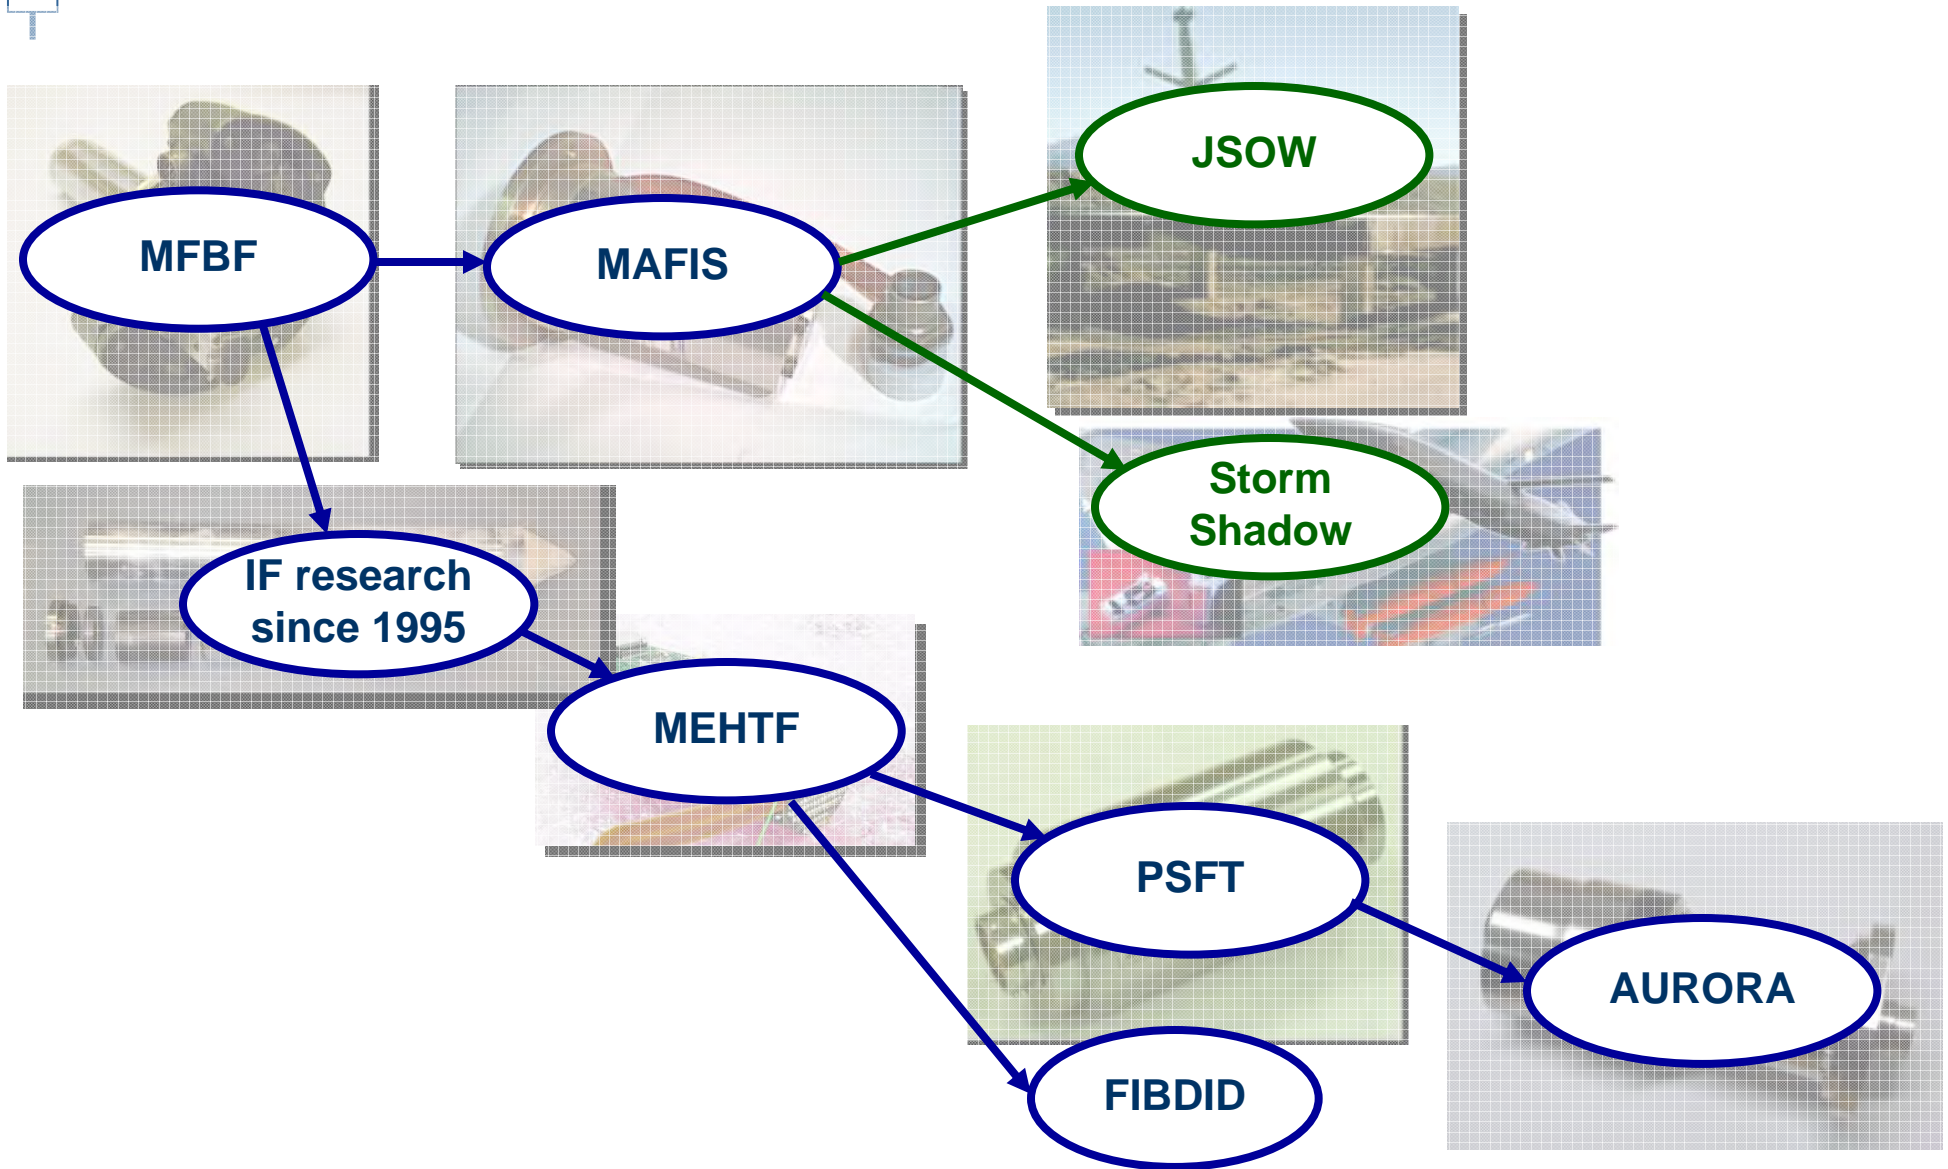 MFBF
MAFIS
JSOW
Storm
Shadow
IF research
since 1995
MEHTF
PSFT
AURORA
FIBDID